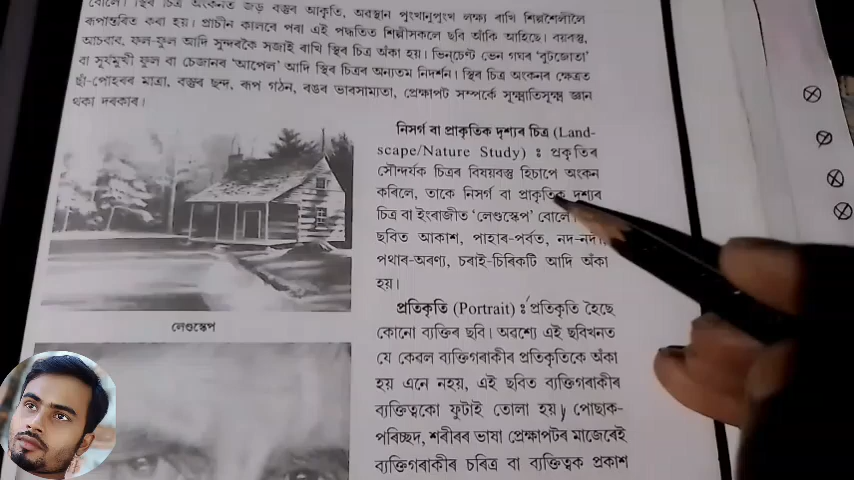 বোলে। স্থিৰ চিত্ৰ অংকনত জড় বস্তুৰ আকৃতি, অৱস্থান পুংখানুপুংখ লক্ষ্য ৰাখি শিল্পশৈলীৰে
ৰূপান্তৰিত কৰা হয়। প্ৰাচীন কালৰে পৰা এই পদ্ধতিত শিল্পীসকলে ছবি আঁকি আহিছে। বয়বস্তু,
আচবাব, ফল-ফুল আদি সুন্দৰকৈ সজাই ৰাখি স্থিৰ চিত্ৰ অঁকা হয়। ভিন্‌চেণ্ট ভেন গঘৰ ‘বুটজোতা’
বা সূৰ্যমুখী ফুল বা চেজানৰ ‘আপেল’ আদি স্থিৰ চিত্ৰৰ অন্যতম নিদৰ্শন। স্থিৰ চিত্ৰ অংকনৰ ক্ষেত্ৰত
ছাঁ-পোহৰৰ মাত্ৰা, বস্তুৰ ছন্দ, ৰূপ গঠন, ৰঙৰ ভাৰসাম্যতা, প্ৰেক্ষাপট সম্পৰ্কে সূক্ষ্মাতিসূক্ষ্ম জ্ঞান
থকা দৰকাৰ।
নিসৰ্গ বা প্ৰাকৃতিক দৃশ্যৰ চিত্ৰ (Land-
scape/Nature Study) ঃ প্ৰকৃতিৰ
সৌন্দৰ্যক চিত্ৰৰ বিষয়বস্তু হিচাপে অংকন
কৰিলে, তাকে নিসৰ্গ বা প্ৰাকৃতিক দৃশ্যৰ
চিত্ৰ বা ইংৰাজীত ‘লেণ্ডস্কেপ’ বোলে।
ছবিত আকাশ, পাহাৰ-পৰ্বত, নদ-নদী,
পথাৰ-অৰণ্য, চৰাই-চিৰিকটি আদি অঁকা
হয়।
লেণ্ডস্কেপ
প্ৰতিকৃতি (Portrait) ঃ প্ৰতিকৃতি হৈছে
কোনো ব্যক্তিৰ ছবি। অৱশ্যে এই ছবিখনত
যে কেৱল ব্যক্তিগৰাকীৰ প্ৰতিকৃতিকে অঁকা
হয় এনে নহয়, এই ছবিত ব্যক্তিগৰাকীৰ
ব্যক্তিত্বকো ফুটাই তোলা হয়। পোছাক-
পৰিচ্ছদ, শৰীৰৰ ভাষা প্ৰেক্ষাপটৰ মাজেৰেই
ব্যক্তিগৰাকীৰ চৰিত্ৰ বা ব্যক্তিত্বক প্ৰকাশ